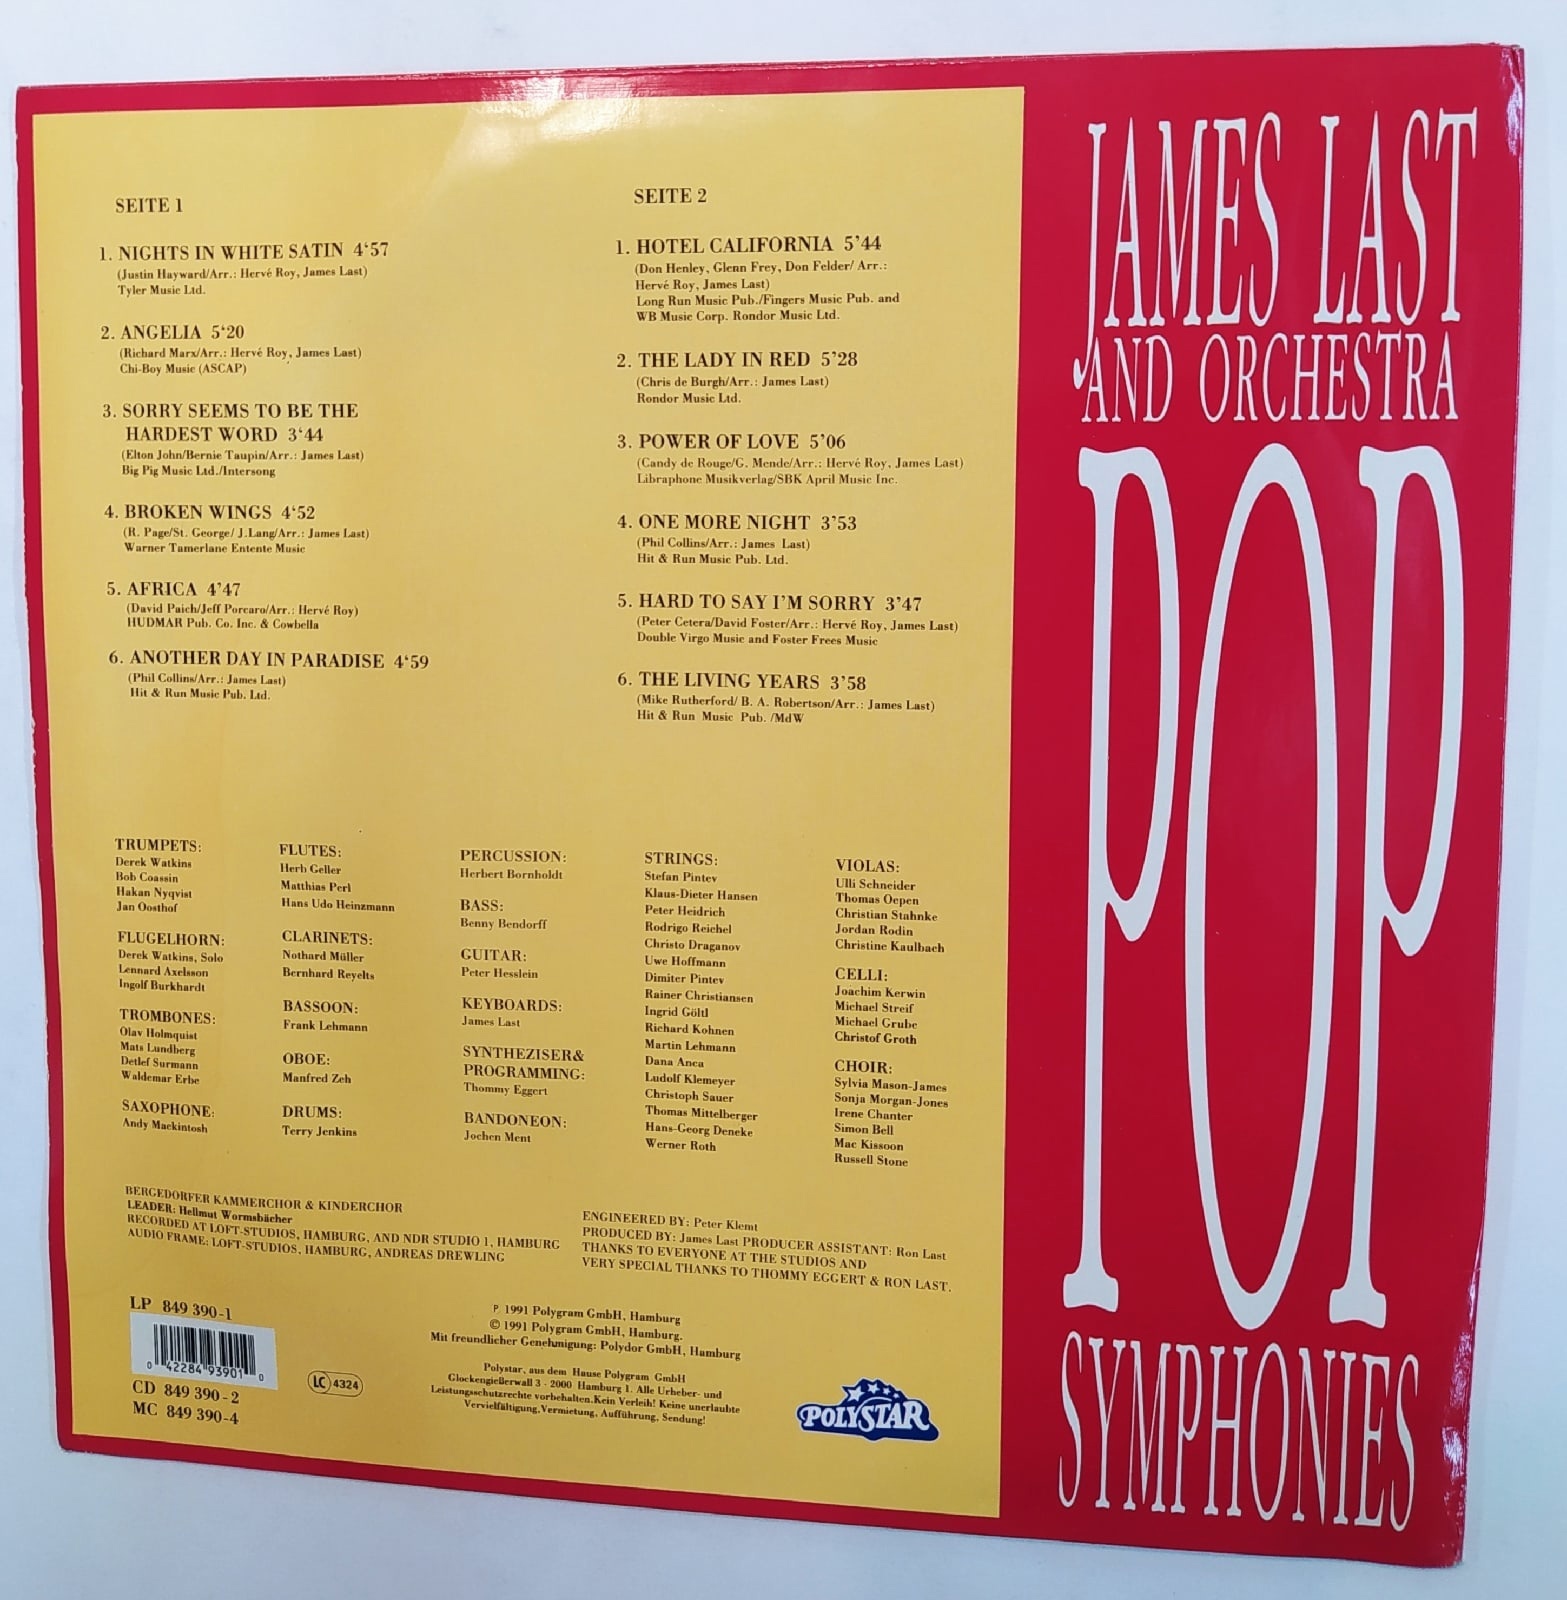 SEITE 1
1. NIGHTS IN WHITE SATIN 4‘57
(Justin Hayward/Arr.: Hervé Roy, James Last)
Tyler Music Ltd.
2. ANGELIA 5‘20
(Richard Marx/Arr.: Hervé Roy, James Last)
Chi-Boy Music (ASCAP)
3. SORRY SEEMS TO BE THE
HARDEST WORD 3‘44
(Elton John/Bernie Taupin/Arr.: James Last)
Big Pig Music Ltd./Intersong
4. BROKEN WINGS 4‘52
(R. Page/St. George/ J.Lang/Arr.: James Last)
Warner Tamerlane Entente Music
5. AFRICA 4’47
(David Paich/Jeff Porcaro/Arr.: Hervé Roy)
HUDMAR Pub. Co. Inc. & Cowbella
6. ANOTHER DAY IN PARADISE 4‘59
(Phil Collins/Arr.: James Last)
Hit & Run Music Pub. Ltd.
SEITE 2
1. HOTEL CALIFORNIA 5’44
(Don Henley, Glenn Frey, Don Felder/ Arr.:
Hervé Roy, James Last)
Long Run Music Pub./Fingers Music Pub. and
WB Music Corp. Rondor Music Ltd.
2. THE LADY IN RED 5’28
(Chris de Burgh/Arr.: James Last)
Rondor Music Ltd.
3. POWER OF LOVE 5’06
(Candy de Rouge/G. Mende/Arr.: Hervé Roy, James Last)
Libraphone Musikverlag/SBK April Music Inc.
4. ONE MORE NIGHT 3’53
(Phil Collins/Arr.: James Last)
Hit & Run Music Pub. Ltd.
5. HARD TO SAY I’M SORRY 3’47
(Peter Cetera/David Foster/Arr.: Hervé Roy, James Last)
Double Virgo Music and Foster Frees Music
6. THE LIVING YEARS 3’58
(Mike Rutherford/ B. A. Robertson/Arr.: James Last)
Hit & Run Music Pub. /MdW
TRUMPETS:
Derek Watkins
Bob Coassin
Hakan Nyqvist
Jan Oosthof
FLUGELHORN:
Derek Watkins, Solo
Lennard Axelsson
Ingolf Burkhardt
TROMBONES:
Olav Holmquist
Mats Lundberg
Detlef Surmann
Waldemar Erbe
SAXOPHONE:
Andy Mackintosh
FLUTES:
Herb Geller
Matthias Perl
Hans Udo Heinzmann
CLARINETS:
Nothard Müller
Bernhard Reyelts
BASSOON:
Frank Lehmann
OBOE:
Manfred Zeh
DRUMS:
Terry Jenkins
PERCUSSION:
Herbert Bornholdt
BASS:
Benny Bendorff
GUITAR:
Peter Hesslein
KEYBOARDS:
James Last
SYNTHEZISER&
PROGRAMMING:
Thommy Eggert
BANDONEON:
Jochen Ment
STRINGS:
Stefan Pintev
Klaus-Dieter Hansen
Peter Heidrich
Rodrigo Reichel
Christo Draganov
Uwe Hoffmann
Dimiter Pintev
Rainer Christiansen
Ingrid Göltl
Richard Kohnen
Martin Lehmann
Dana Anca
Ludolf Klemeyer
Christoph Sauer
Thomas Mittelberger
Hans-Georg Deneke
Werner Roth
VIOLAS:
Ulli Schneider
Thomas Oepen
Christian Stahnke
Jordan Rodin
Christine Kaulbach
CELLI:
Joachim Kerwin
Michael Streif
Michael Grube
Christof Groth
CHOIR:
Sylvia Mason-James
Sonja Morgan-Jones
Irene Chanter
Simon Bell
Mac Kissoon
Russell Stone
BERGEDORFER KAMMERCHOR & KINDERCHOR
LEADER: Hellmut Wormsbächer
RECORDED AT LOFT-STUDIOS, HAMBURG, AND NDR STUDIO 1, HAMBURG
AUDIO FRAME: LOFT-STUDIOS, HAMBURG, ANDREAS DREWLING
ENGINEERED BY: Peter Klemt
PRODUCED BY: James Last PRODUCER ASSISTANT: Ron Last
THANKS TO EVERYONE AT THE STUDIOS AND
VERY SPECIAL THANKS TO THOMMY EGGERT & RON LAST.
LP 849 390-1
0 42284 93901 0
CD 849 390-2
MC 849 390-4
LC 4324
P. 1991 Polygram GmbH, Hamburg
© 1991 Polygram GmbH, Hamburg.
Mit freundlicher Genehmigung: Polydor GmbH, Hamburg
Polystar, aus dem Hause Polygram GmbH
Glockengießerwall 3 - 2000 Hamburg 1. Alle Urheber- und
Leistungsschutzrechte vorbehalten.Kein Verleih! Keine unerlaubte
Vervielfältigung,Vermietung, Aufführung, Sendung!
POLYSTAR
JAMES LAST
AND ORCHESTRA
POP
SYMPHONIES